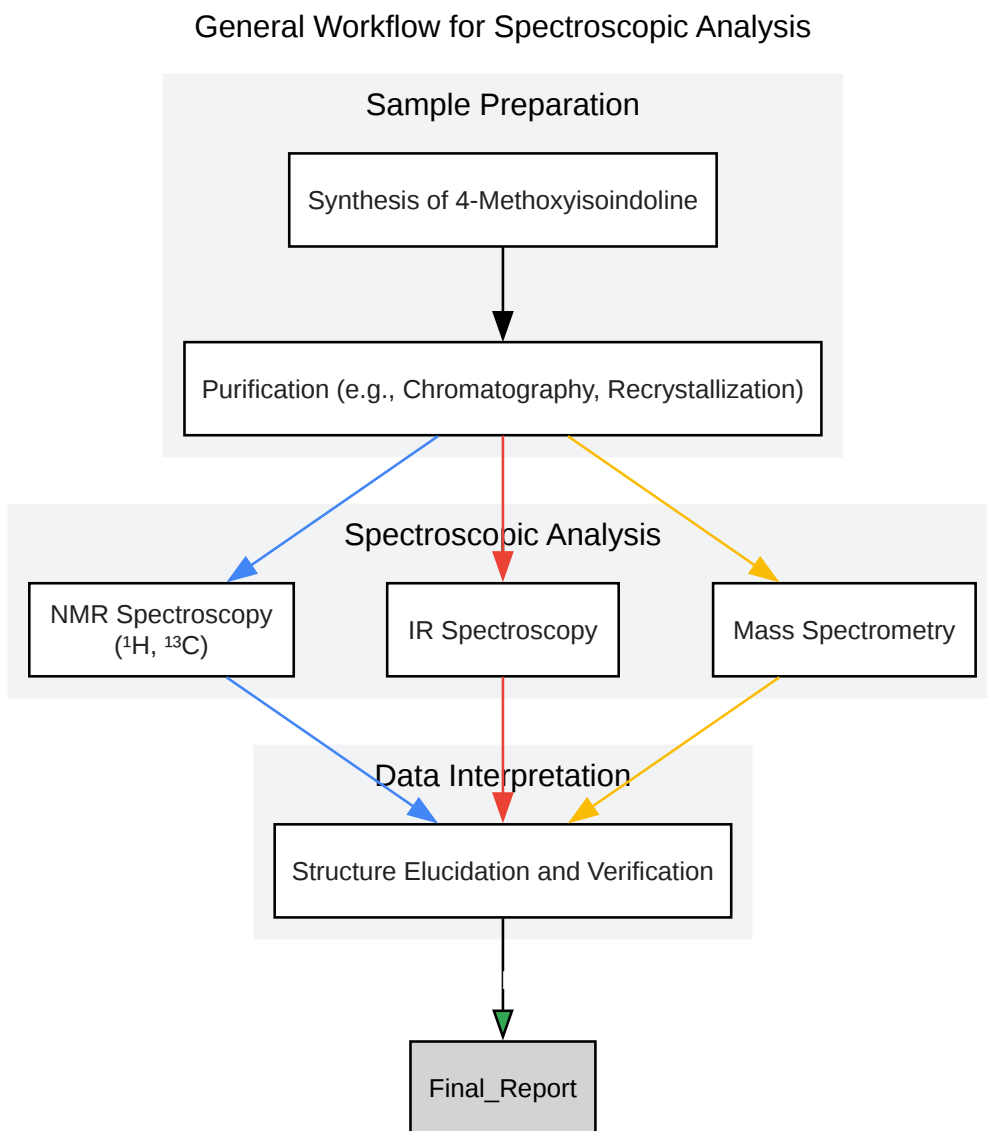 General Workflow for Spectroscopic Analysis
Sample Preparation
Synthesis of 4-Methoxyisoindoline
Purification (e.g., Chromatography, Recrystallization)
Spectroscopic Analysis
NMR Spectroscopy
(¹H, ¹³C)
IR Spectroscopy
Mass Spectrometry
Data Interpretation
Structure Elucidation and Verification
Final_Report